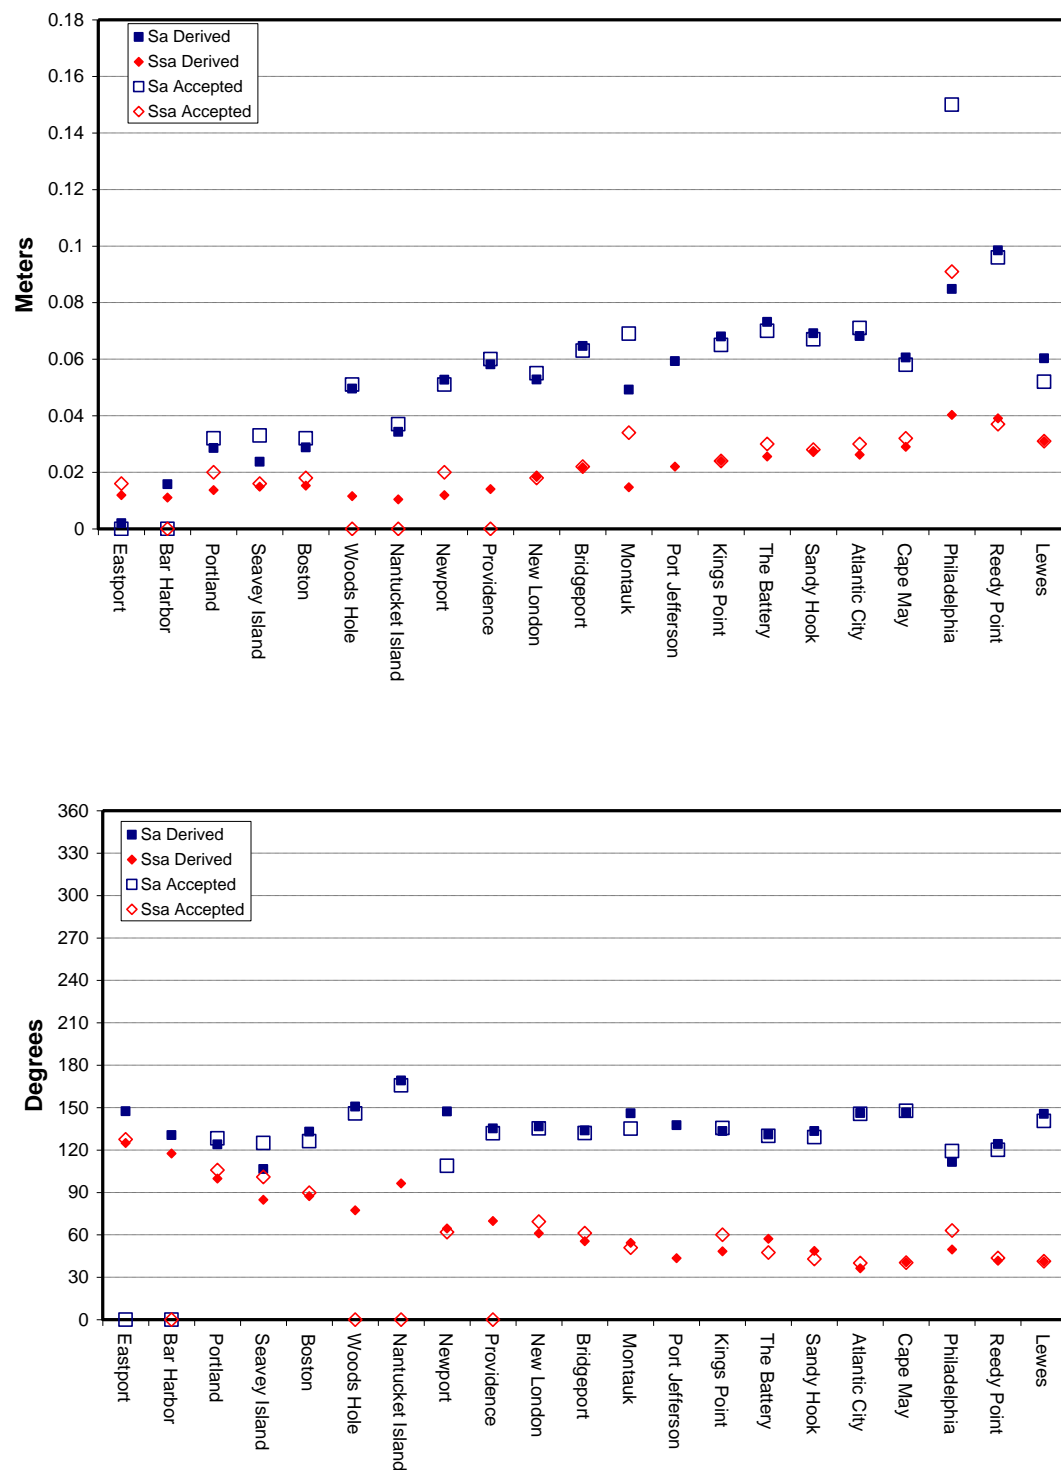 0.18
0.16
0.14
0.12
0.1
0.08
0.06
0.04
0.02
0
Meters
Sa Derived
Ssa Derived
Sa Accepted
Ssa Accepted
Eastport
Bar Harbor
Portland
Seavey Island
Boston
Woods Hole
Nantucket Island
Newport
Providence
New London
Bridgeport
Montauk
Port Jefferson
Kings Point
The Battery
Sandy Hook
Atlantic City
Cape May
Philadelphia
Reedy Point
Lewes
360
330
300
270
240
210
180
150
120
90
60
30
0
Degrees
Sa Derived
Ssa Derived
Sa Accepted
Ssa Accepted
Eastport
Bar Harbor
Portland
Seavey Island
Boston
Woods Hole
Nantucket Island
Newport
Providence
New London
Bridgeport
Montauk
Port Jefferson
Kings Point
The Battery
Sandy Hook
Atlantic City
Cape May
Philadelphia
Reedy Point
Lewes